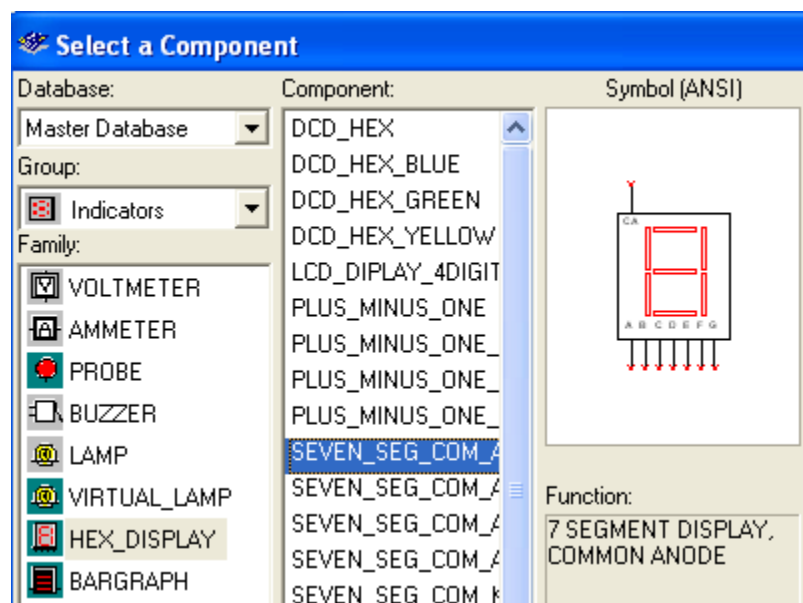 Select a Component
Database:
Master Database
Group:
Indicators
Family:
VOLTMETER
AMMETER
PROBE
BUZZER
LAMP
VIRTUAL_LAMP
HEX_DISPLAY
BARGRAPH
Component:
DCD_HEX
DCD_HEX_BLUE
DCD_HEX_GREEN
DCD_HEX_YELLOW
LCD_DIPLAY_4DIGIT
PLUS_MINUS_ONE
PLUS_MINUS_ONE_
PLUS_MINUS_ONE_
PLUS_MINUS_ONE_
SEVEN_SEG_COM_A
SEVEN_SEG_COM_A
SEVEN_SEG_COM_A
SEVEN_SEG_COM_A
SEVEN_SEG_COM_K
Symbol (ANSI)
CA
A B C D E F G
Function:
7 SEGMENT DISPLAY,
COMMON ANODE